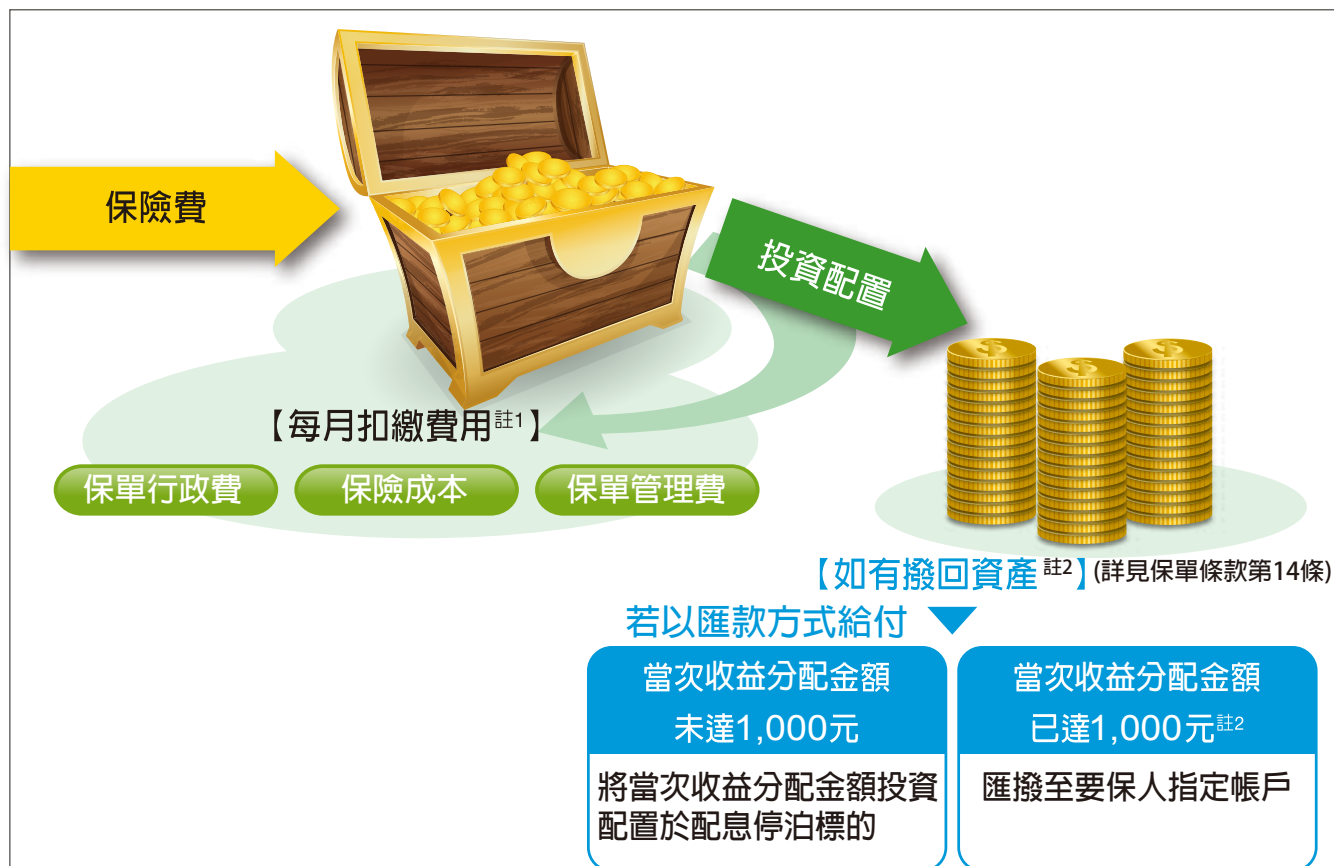 保險費
投資配置
【每月扣繳費用註1】
保單行政費
保險成本
保單管理費
【如有撥回資產註2】(詳見保單條款第14條)
若以匯款方式給付
當次收益分配金額
未達1,000元
將當次收益分配金額投資
配置於配息停泊標的
當次收益分配金額
已達1,000元註2
匯撥至要保人指定帳戶